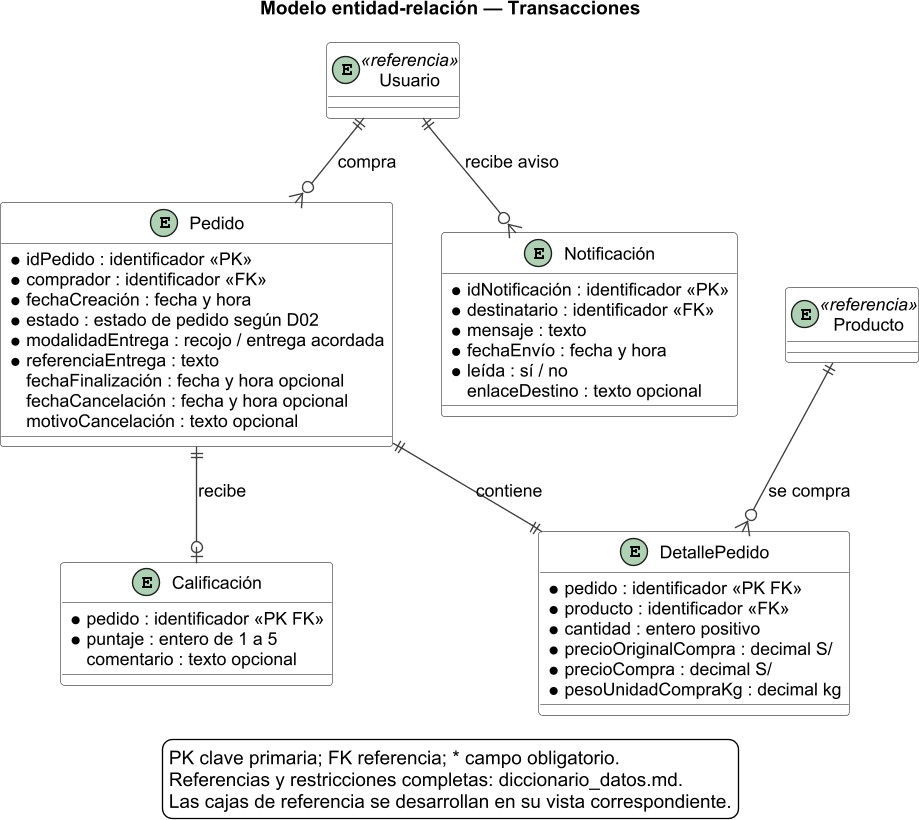 Modelo entidad-relación — Transacciones
E «referencia»
Usuario
compra
recibe aviso
E Pedido
● idPedido : identificador «PK»
● comprador : identificador «FK»
● fechaCreación : fecha y hora
● estado : estado de pedido según D02
● modalidadEntrega : recojo / entrega acordada
● referenciaEntrega : texto
fechaFinalización : fecha y hora opcional
fechaCancelación : fecha y hora opcional
motivoCancelación : texto opcional
E Notificación
● idNotificación : identificador «PK»
● destinatario : identificador «FK»
● mensaje : texto
● fechaEnvío : fecha y hora
● leída : sí / no
enlaceDestino : texto opcional
E «referencia»
Producto
recibe
contiene
se compra
E Calificación
● pedido : identificador «PK FK»
● puntaje : entero de 1 a 5
comentario : texto opcional
E DetallePedido
● pedido : identificador «PK FK»
● producto : identificador «FK»
● cantidad : entero positivo
● precioOriginalCompra : decimal S/
● precioCompra : decimal S/
● pesoUnidadCompraKg : decimal kg
PK clave primaria; FK referencia; * campo obligatorio.
Referencias y restricciones completas: diccionario_datos.md.
Las cajas de referencia se desarrollan en su vista correspondiente.